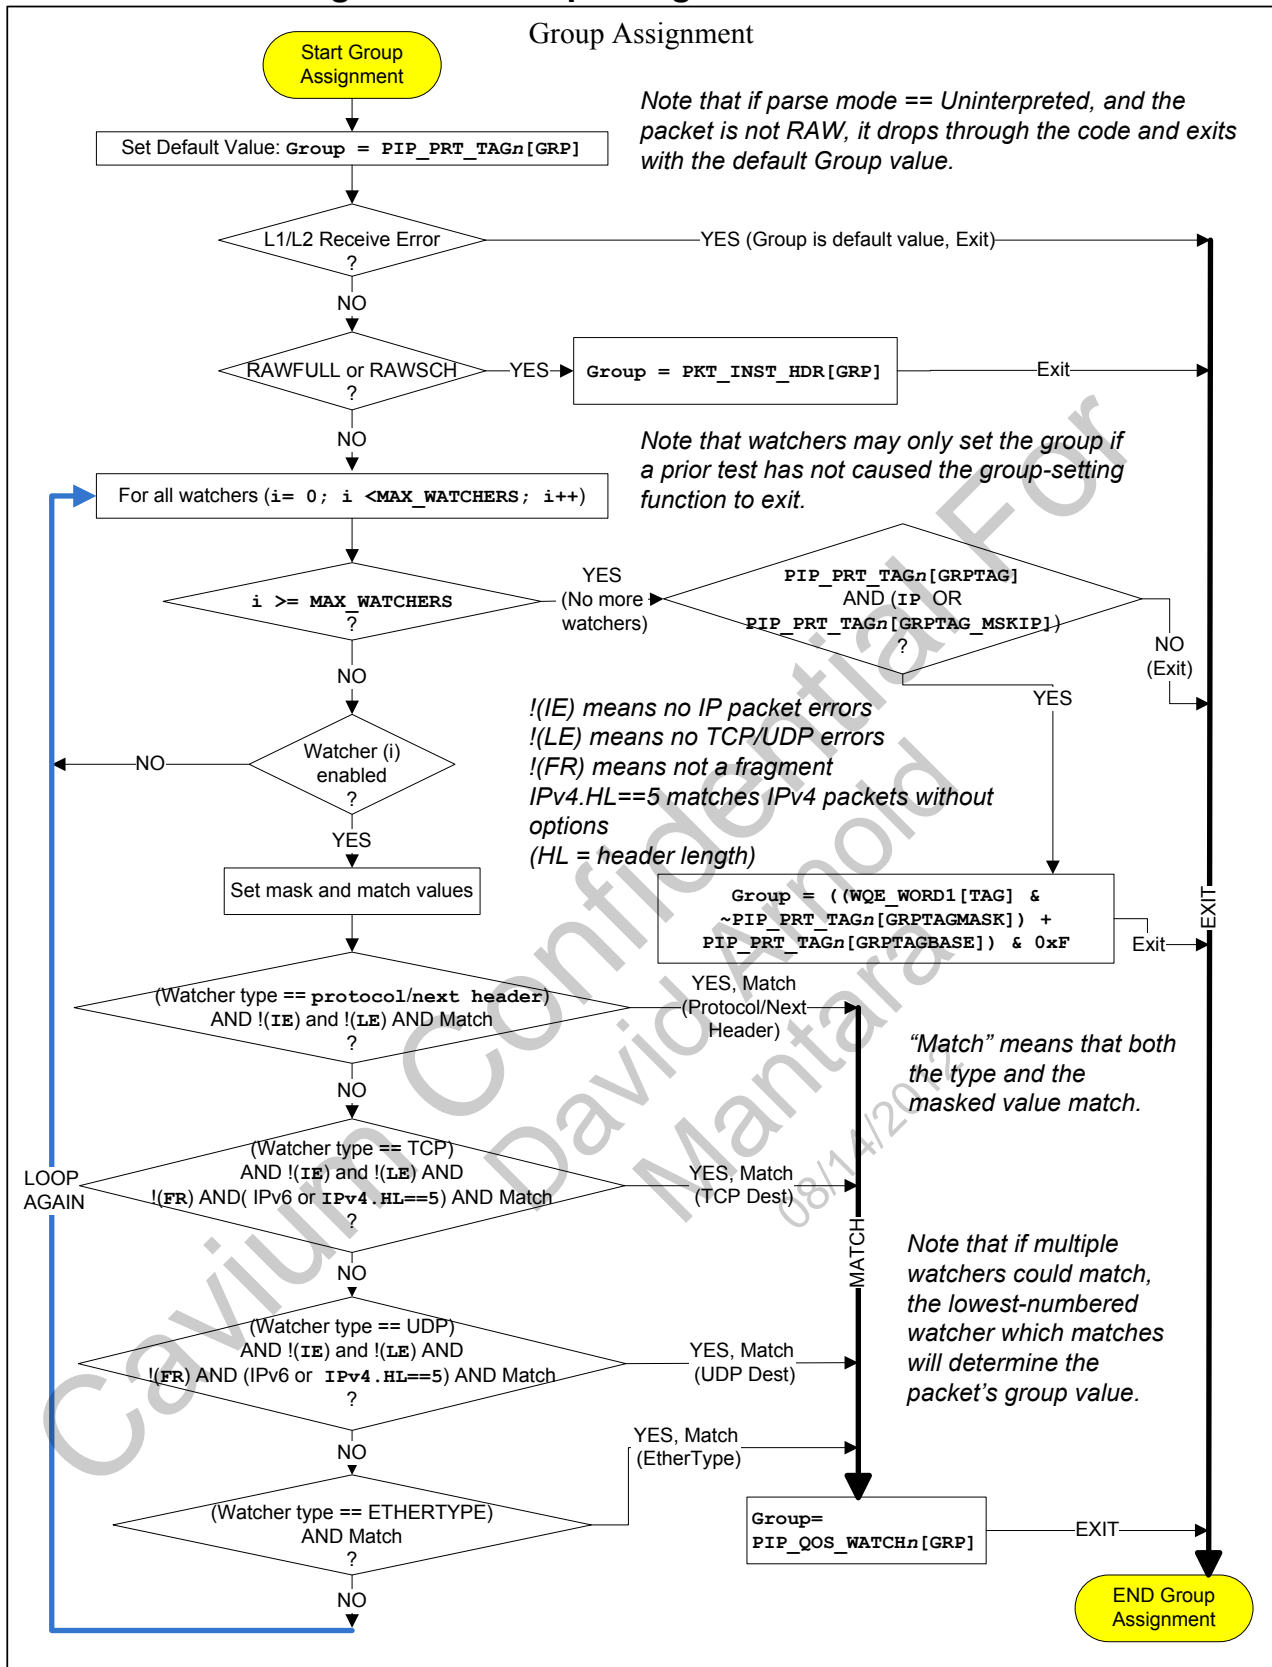 Group Assignment
Start Group
Assignment
Note that if parse mode == Uninterpreted, and the
packet is not RAW, it drops through the code and exits
with the default Group value.
Set Default Value: Group = PIP_PRT_TAGn[GRP]
L1/L2 Receive Error
?
YES (Group is default value, Exit)
NO
RAWFULL or RAWSCH
?
YES
Group = PKT_INST_HDR[GRP]
Exit
NO
Note that watchers may only set the group if
a prior test has not caused the group-setting
function to exit.
For all watchers (i= 0; i <MAX_WATCHERS; i++)
i >= MAX_WATCHERS
?
YES
(No more
watchers)
PIP_PRT_TAGn[GRPTAG]
AND (IP OR
PIP_PRT_TAGn[GRPTAG_MSKIP])
?
NO
(Exit)
NO
YES
!(IE) means no IP packet errors
!(LE) means no TCP/UDP errors
!(FR) means not a fragment
IPv4.HL==5 matches IPv4 packets without
options
(HL = header length)
Watcher (i)
enabled
?
NO
YES
Set mask and match values
Group = ((WQE_WORD1[TAG] &
~PIP_PRT_TAGn[GRPTAGMASK]) +
PIP_PRT_TAGn[GRPTAGBASE]) & 0xF
Exit
EXIT
(Watcher type == protocol/next header)
AND !(IE) and !(LE) AND Match
?
YES, Match
(Protocol/Next
Header)
"Match" means that both
the type and the
masked value match.
NO
(Watcher type == TCP)
AND !(IE) and !(LE) AND
!(FR) AND( IPv6 or IPv4.HL==5) AND Match
?
YES, Match
(TCP Dest)
LOOP
AGAIN
MATCH
NO
Note that if multiple
watchers could match,
the lowest-numbered
watcher which matches
will determine the
packet's group value.
(Watcher type == UDP)
AND !(IE) and !(LE) AND
!(FR) AND (IPv6 or IPv4.HL==5) AND Match
?
YES, Match
(UDP Dest)
NO
YES, Match
(EtherType)
(Watcher type == ETHERTYPE)
AND Match
?
Group=
PIP_QOS_WATCHn[GRP]
EXIT
NO
END Group
Assignment
Cavium Confidential For
David Arnold
Mantara
08/14/2012